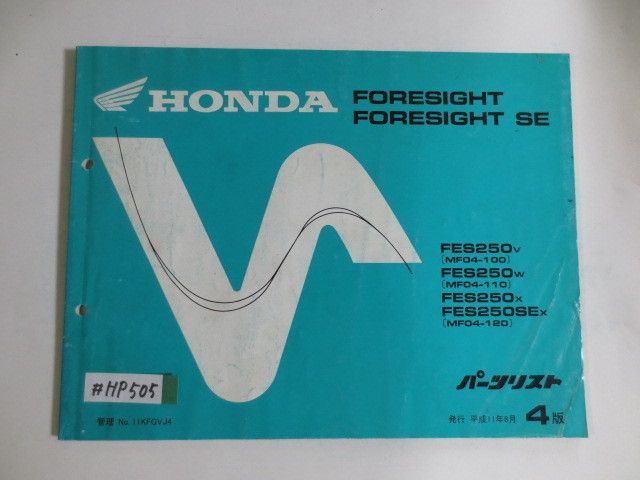 HONDA
FORESIGHT
FORESIGHT SE
FES250V
[MF04-100]
FES250W
[MF04-110]
FES250X
FES250SEX
[MF04-120]
#HP505
パーツリスト
管理 No. 11KFGVJ4
発行 平成11年8月 4版